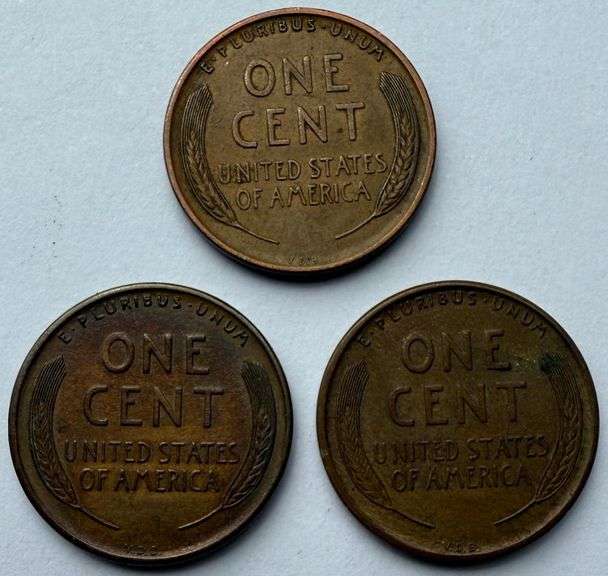 E·PLURIBUS·UNUM
ONE
CENT
UNITED STATES
OF AMERICA
V.D.B.
E·PLURIBUS·UNUM
ONE
CENT
UNITED STATES
OF AMERICA
V.D.B.
E·PLURIBUS·UNUM
ONE
CENT
UNITED STATES
OF AMERICA
V.D.B.